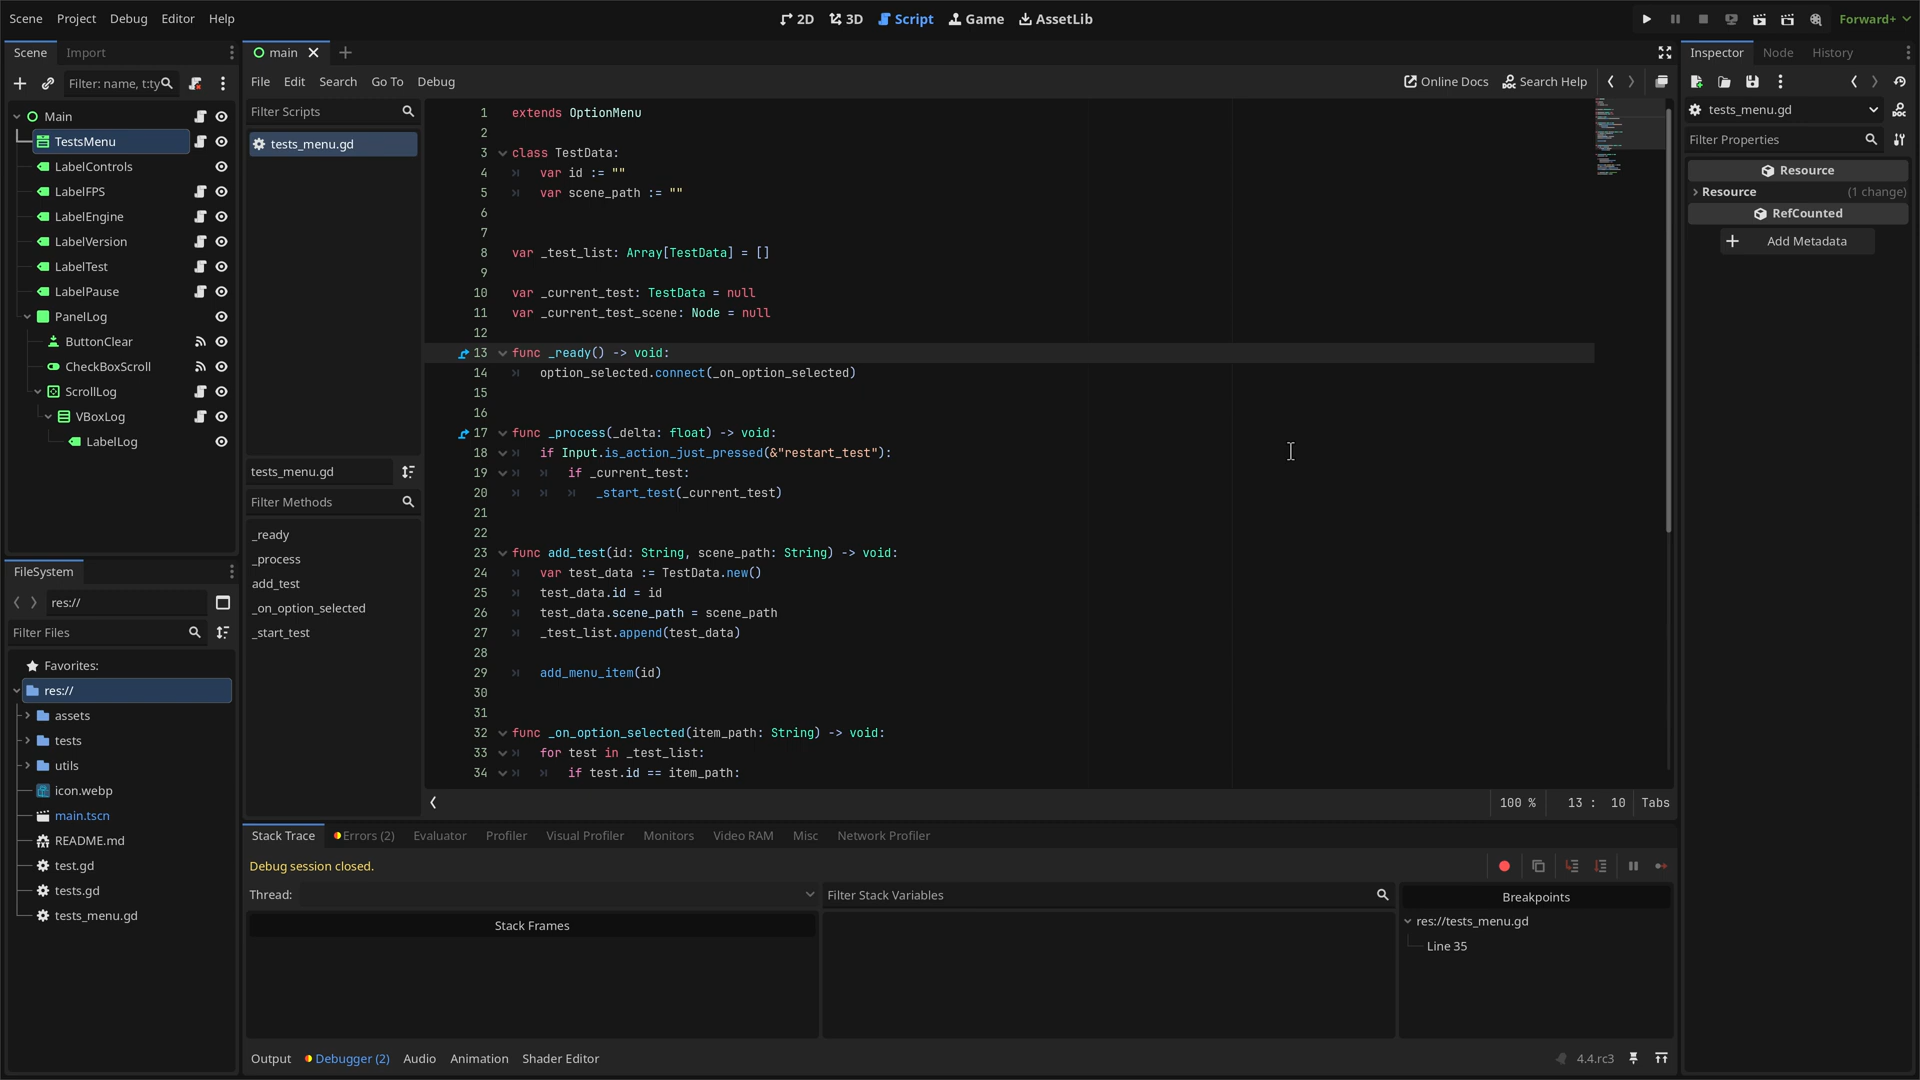 Scene Project Debug Editor Help 2D 3D Script Game AssetLib Forward+
Scene Import
Filter: name, t:ty
Main
TestsMenu
LabelControls
LabelFPS
LabelEngine
LabelVersion
LabelTest
LabelPause
PanelLog
ButtonClear
CheckBoxScroll
ScrollLog
VBoxLog
LabelLog
FileSystem
res://
Filter Files
Favorites:
res://
assets
tests
utils
icon.webp
main.tscn
README.md
test.gd
tests.gd
tests_menu.gd
main
File Edit Search Go To Debug Online Docs Search Help
Filter Scripts
tests_menu.gd
tests_menu.gd
Filter Methods
_ready
_process
add_test
_on_option_selected
_start_test
1 extends OptionMenu
2
3 class TestData:
4 var id := ""
5 var scene_path := ""
6
7
8 var _test_list: Array[TestData] = []
9
10 var _current_test: TestData = null
11 var _current_test_scene: Node = null
12
13 func _ready() -> void:
14 option_selected.connect(_on_option_selected)
15
16
17 func _process(_delta: float) -> void:
18 if Input.is_action_just_pressed(&"restart_test"):
19 if _current_test:
20 _start_test(_current_test)
21
22
23 func add_test(id: String, scene_path: String) -> void:
24 var test_data := TestData.new()
25 test_data.id = id
26 test_data.scene_path = scene_path
27 _test_list.append(test_data)
28
29 add_menu_item(id)
30
31
32 func _on_option_selected(item_path: String) -> void:
33 for test in _test_list:
34 if test.id == item_path:
100 % 13 : 10 Tabs
Stack Trace Errors (2) Evaluator Profiler Visual Profiler Monitors Video RAM Misc Network Profiler
Debug session closed.
Thread: Filter Stack Variables
Stack Frames
Breakpoints
res://tests_menu.gd
Line 35
Output Debugger (2) Audio Animation Shader Editor 4.4.rc3
Inspector Node History
tests_menu.gd
Filter Properties
Resource
Resource (1 change)
RefCounted
Add Metadata